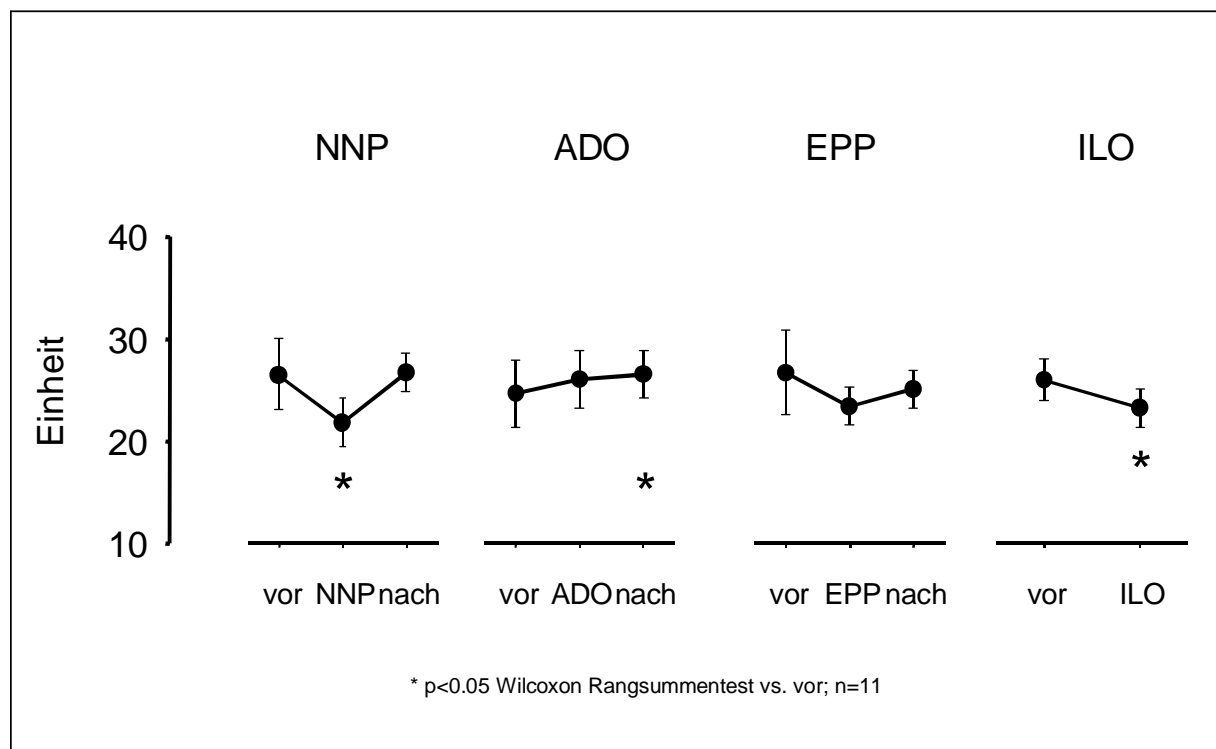 NNP ADO EPP ILO
40
30
Einheit
20
* * *
10
vor NNP nach vor ADO nach vor EPP nach vor ILO
* p<0.05 Wilcoxon Rangsummentest vs. vor; n=11